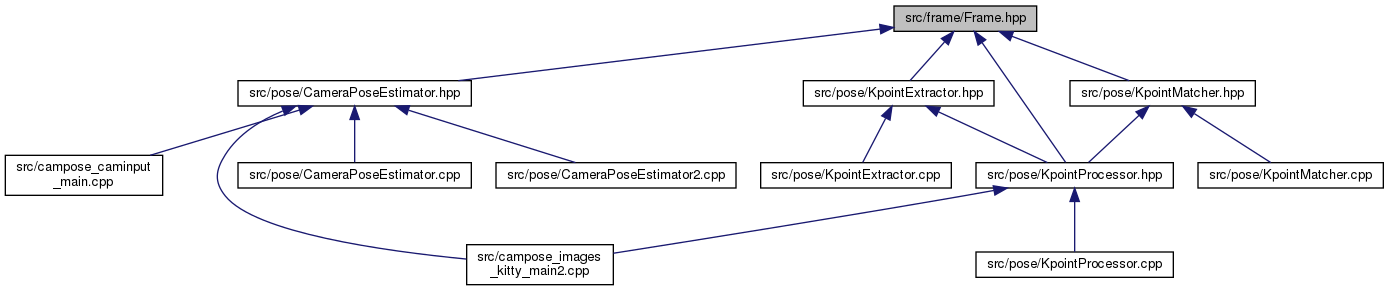 src/frame/Frame.hpp
src/pose/CameraPoseEstimator.hpp
src/pose/KpointExtractor.hpp
src/pose/KpointMatcher.hpp
src/campose_caminput
_main.cpp
src/pose/CameraPoseEstimator.cpp
src/pose/CameraPoseEstimator2.cpp
src/pose/KpointExtractor.cpp
src/pose/KpointProcessor.hpp
src/pose/KpointMatcher.cpp
src/campose_images
_kitty_main2.cpp
src/pose/KpointProcessor.cpp